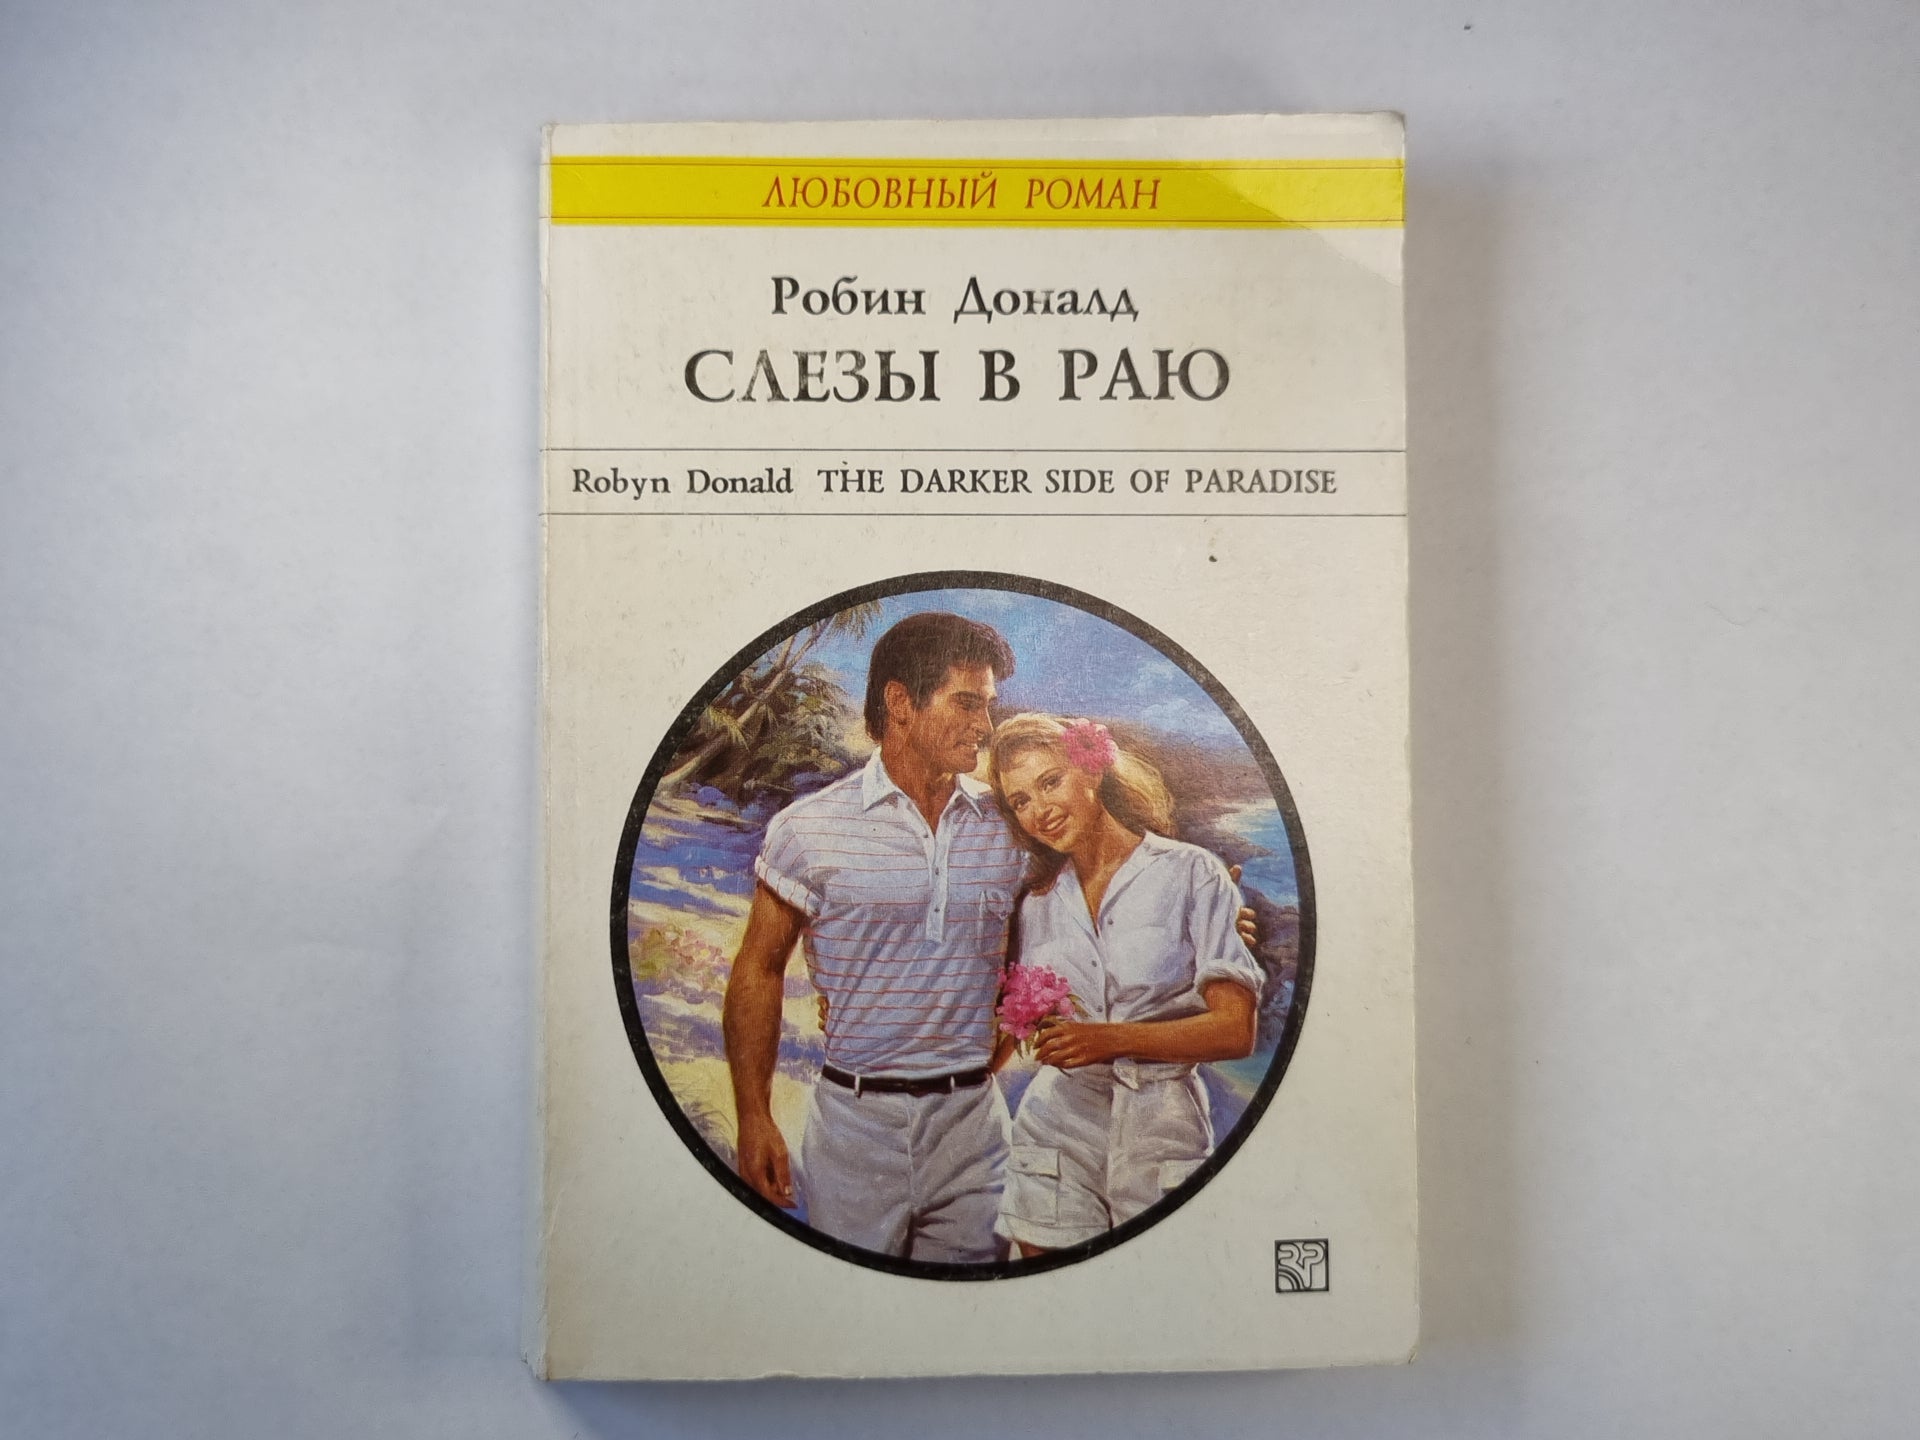 ЛЮБОВНЫЙ РОМАН
Робин Доналд
СЛЕЗЫ В РАЮ
Robyn Donald THE DARKER SIDE OF PARADISE